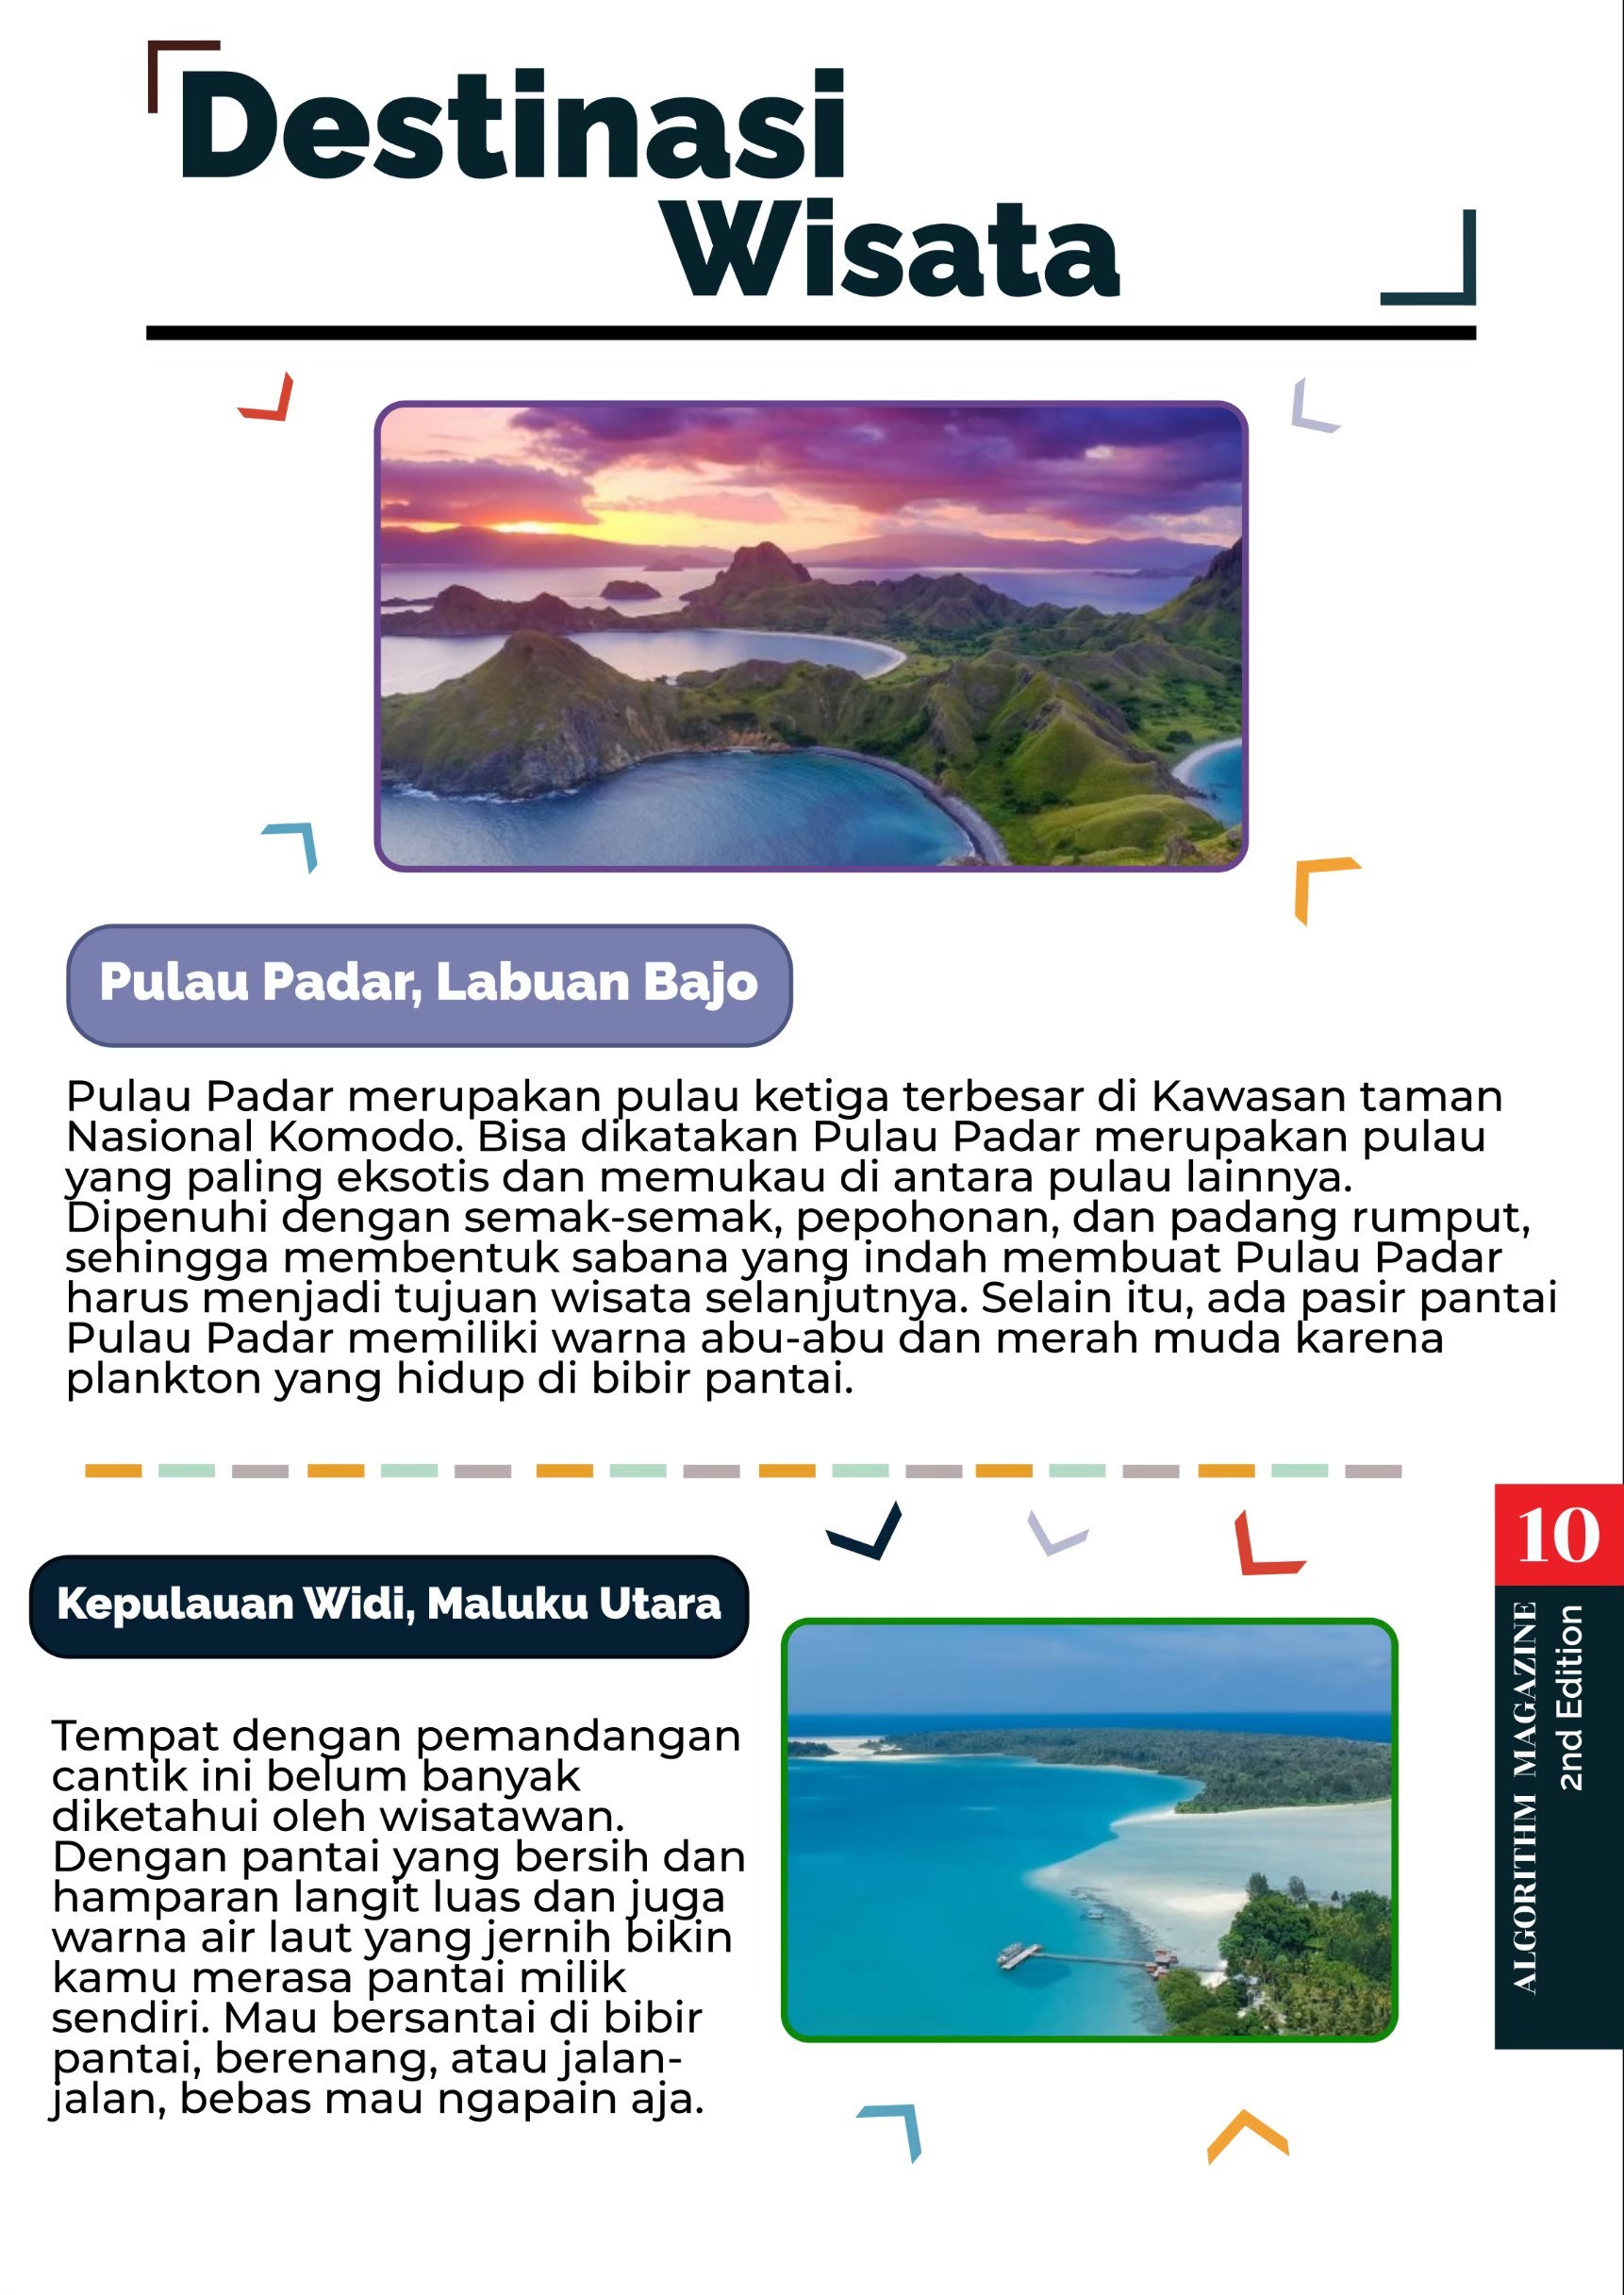 Destinasi
Wisata
Pulau Padar, Labuan Bajo
Pulau Padar merupakan pulau ketiga terbesar di Kawasan taman
Nasional Komodo. Bisa dikatakan Pulau Padar merupakan pulau
yang paling eksotis dan memukau di antara pulau lainnya.
Dipenuhi dengan semak-semak, pepohonan, dan padang rumput,
sehingga membentuk sabana yang indah membuat Pulau Padar
harus menjadi tujuan wisata selanjutnya. Selain itu, ada pasir pantai
Pulau Padar memiliki warna abu-abu dan merah muda karena
plankton yang hidup di bibir pantai.
Kepulauan Widi, Maluku Utara
Tempat dengan pemandangan
cantik ini belum banyak
diketahui oleh wisatawan.
Dengan pantai yang bersih dan
hamparan langit luas dan juga
warna air laut yang jernih bikin
kamu merasa pantai milik
sendiri. Mau bersantai di bibir
pantai, berenang, atau jalan-
jalan, bebas mau ngapain aja.
10
ALGORITHM MAGAZINE
2nd Edition